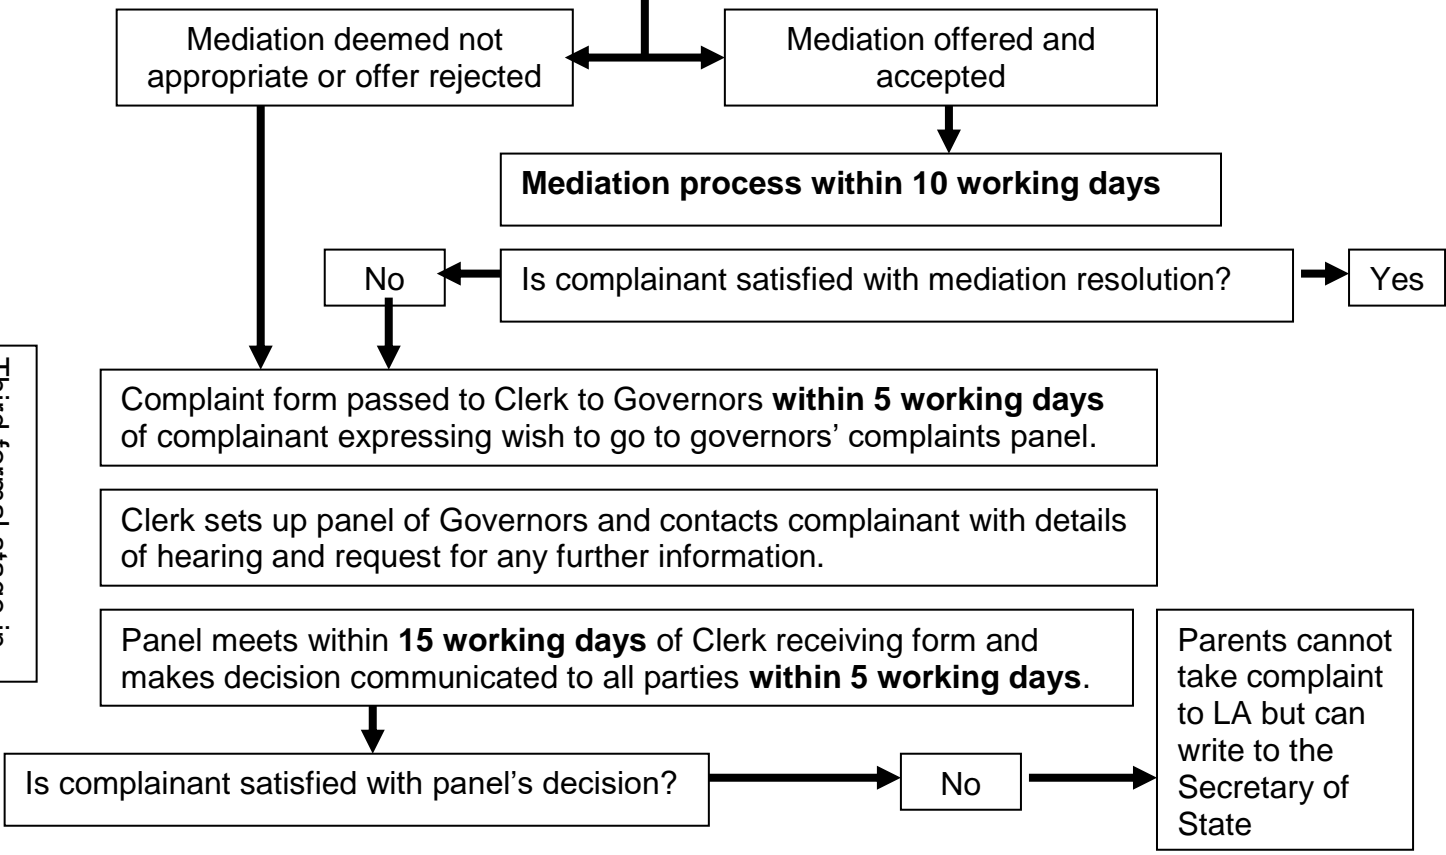 Mediation deemed not
appropriate or offer rejected
Mediation offered and
accepted
Mediation process within 10 working days
No
Is complainant satisfied with mediation resolution?
Yes
Third formal stage in
Complaint form passed to Clerk to Governors within 5 working days
of complainant expressing wish to go to governors’ complaints panel.
Clerk sets up panel of Governors and contacts complainant with details
of hearing and request for any further information.
Panel meets within 15 working days of Clerk receiving form and
makes decision communicated to all parties within 5 working days.
Parents cannot
take complaint
to LA but can
write to the
Secretary of
State
Is complainant satisfied with panel’s decision?
No